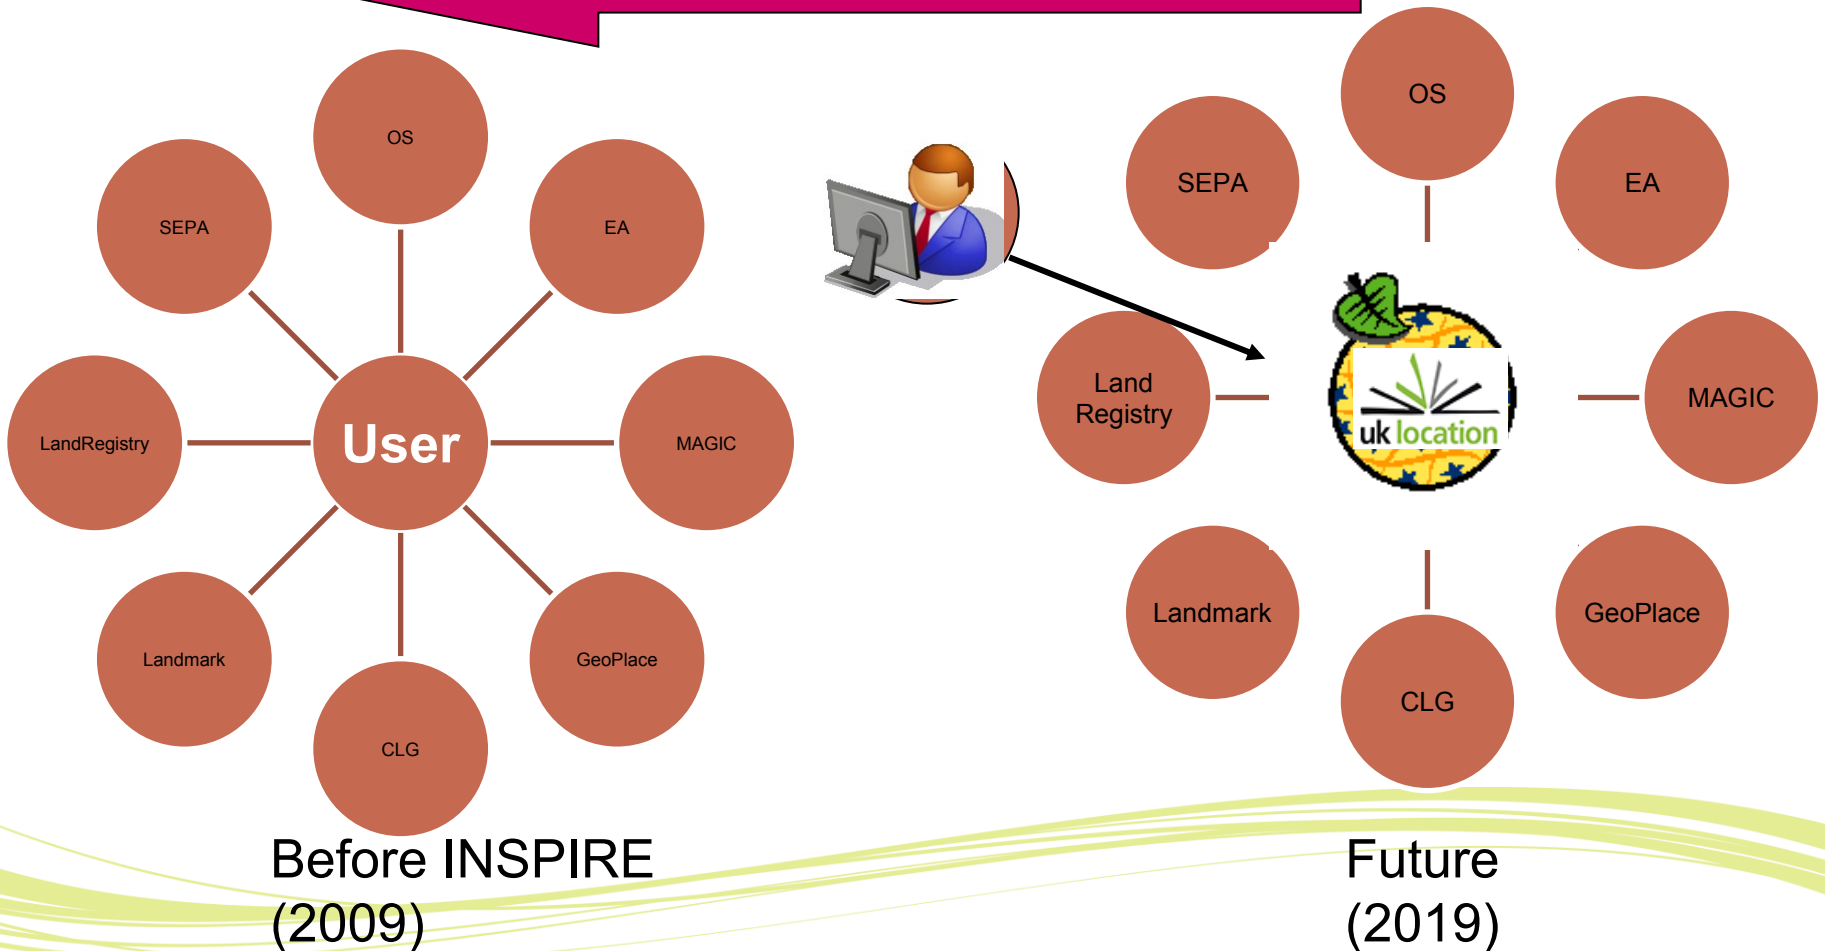 OS
SEPA
EA
LandRegistry
User
MAGIC
Landmark
GeoPlace
CLG
Before INSPIRE
(2009)
OS
SEPA
EA
Land
Registry
uk location
MAGIC
Landmark
GeoPlace
CLG
Future
(2019)